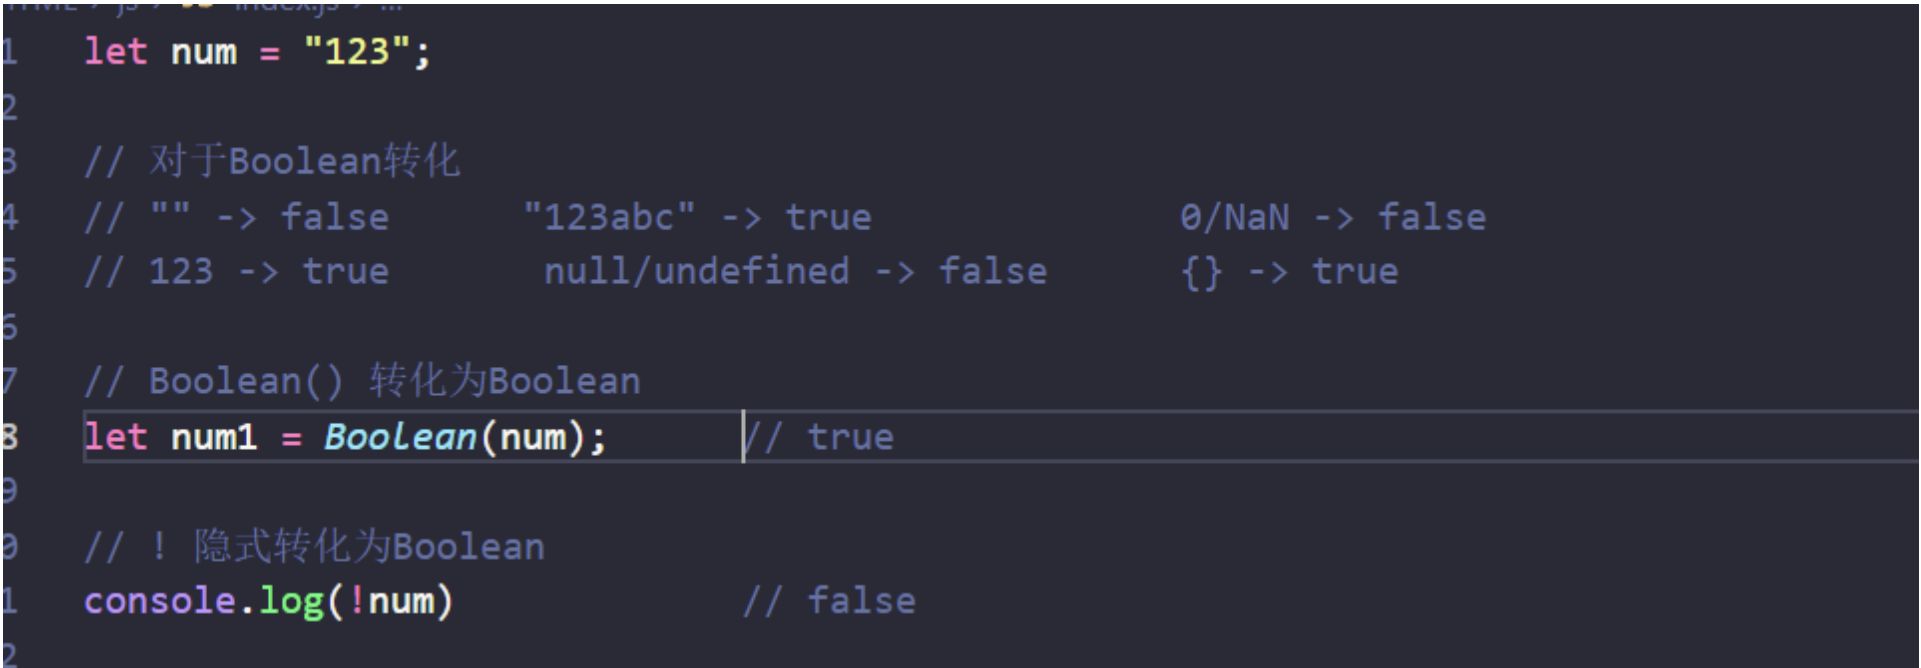 1 let num = "123";
2
3 // 对于Boolean转化
4 // "" -> false "123abc" -> true 0/NaN -> false
5 // 123 -> true null/undefined -> false {} -> true
6
7 // Boolean() 转化为Boolean
8 let num1 = Boolean(num); // true
9
0 // ! 隐式转化为Boolean
1 console.log(!num) // false
2